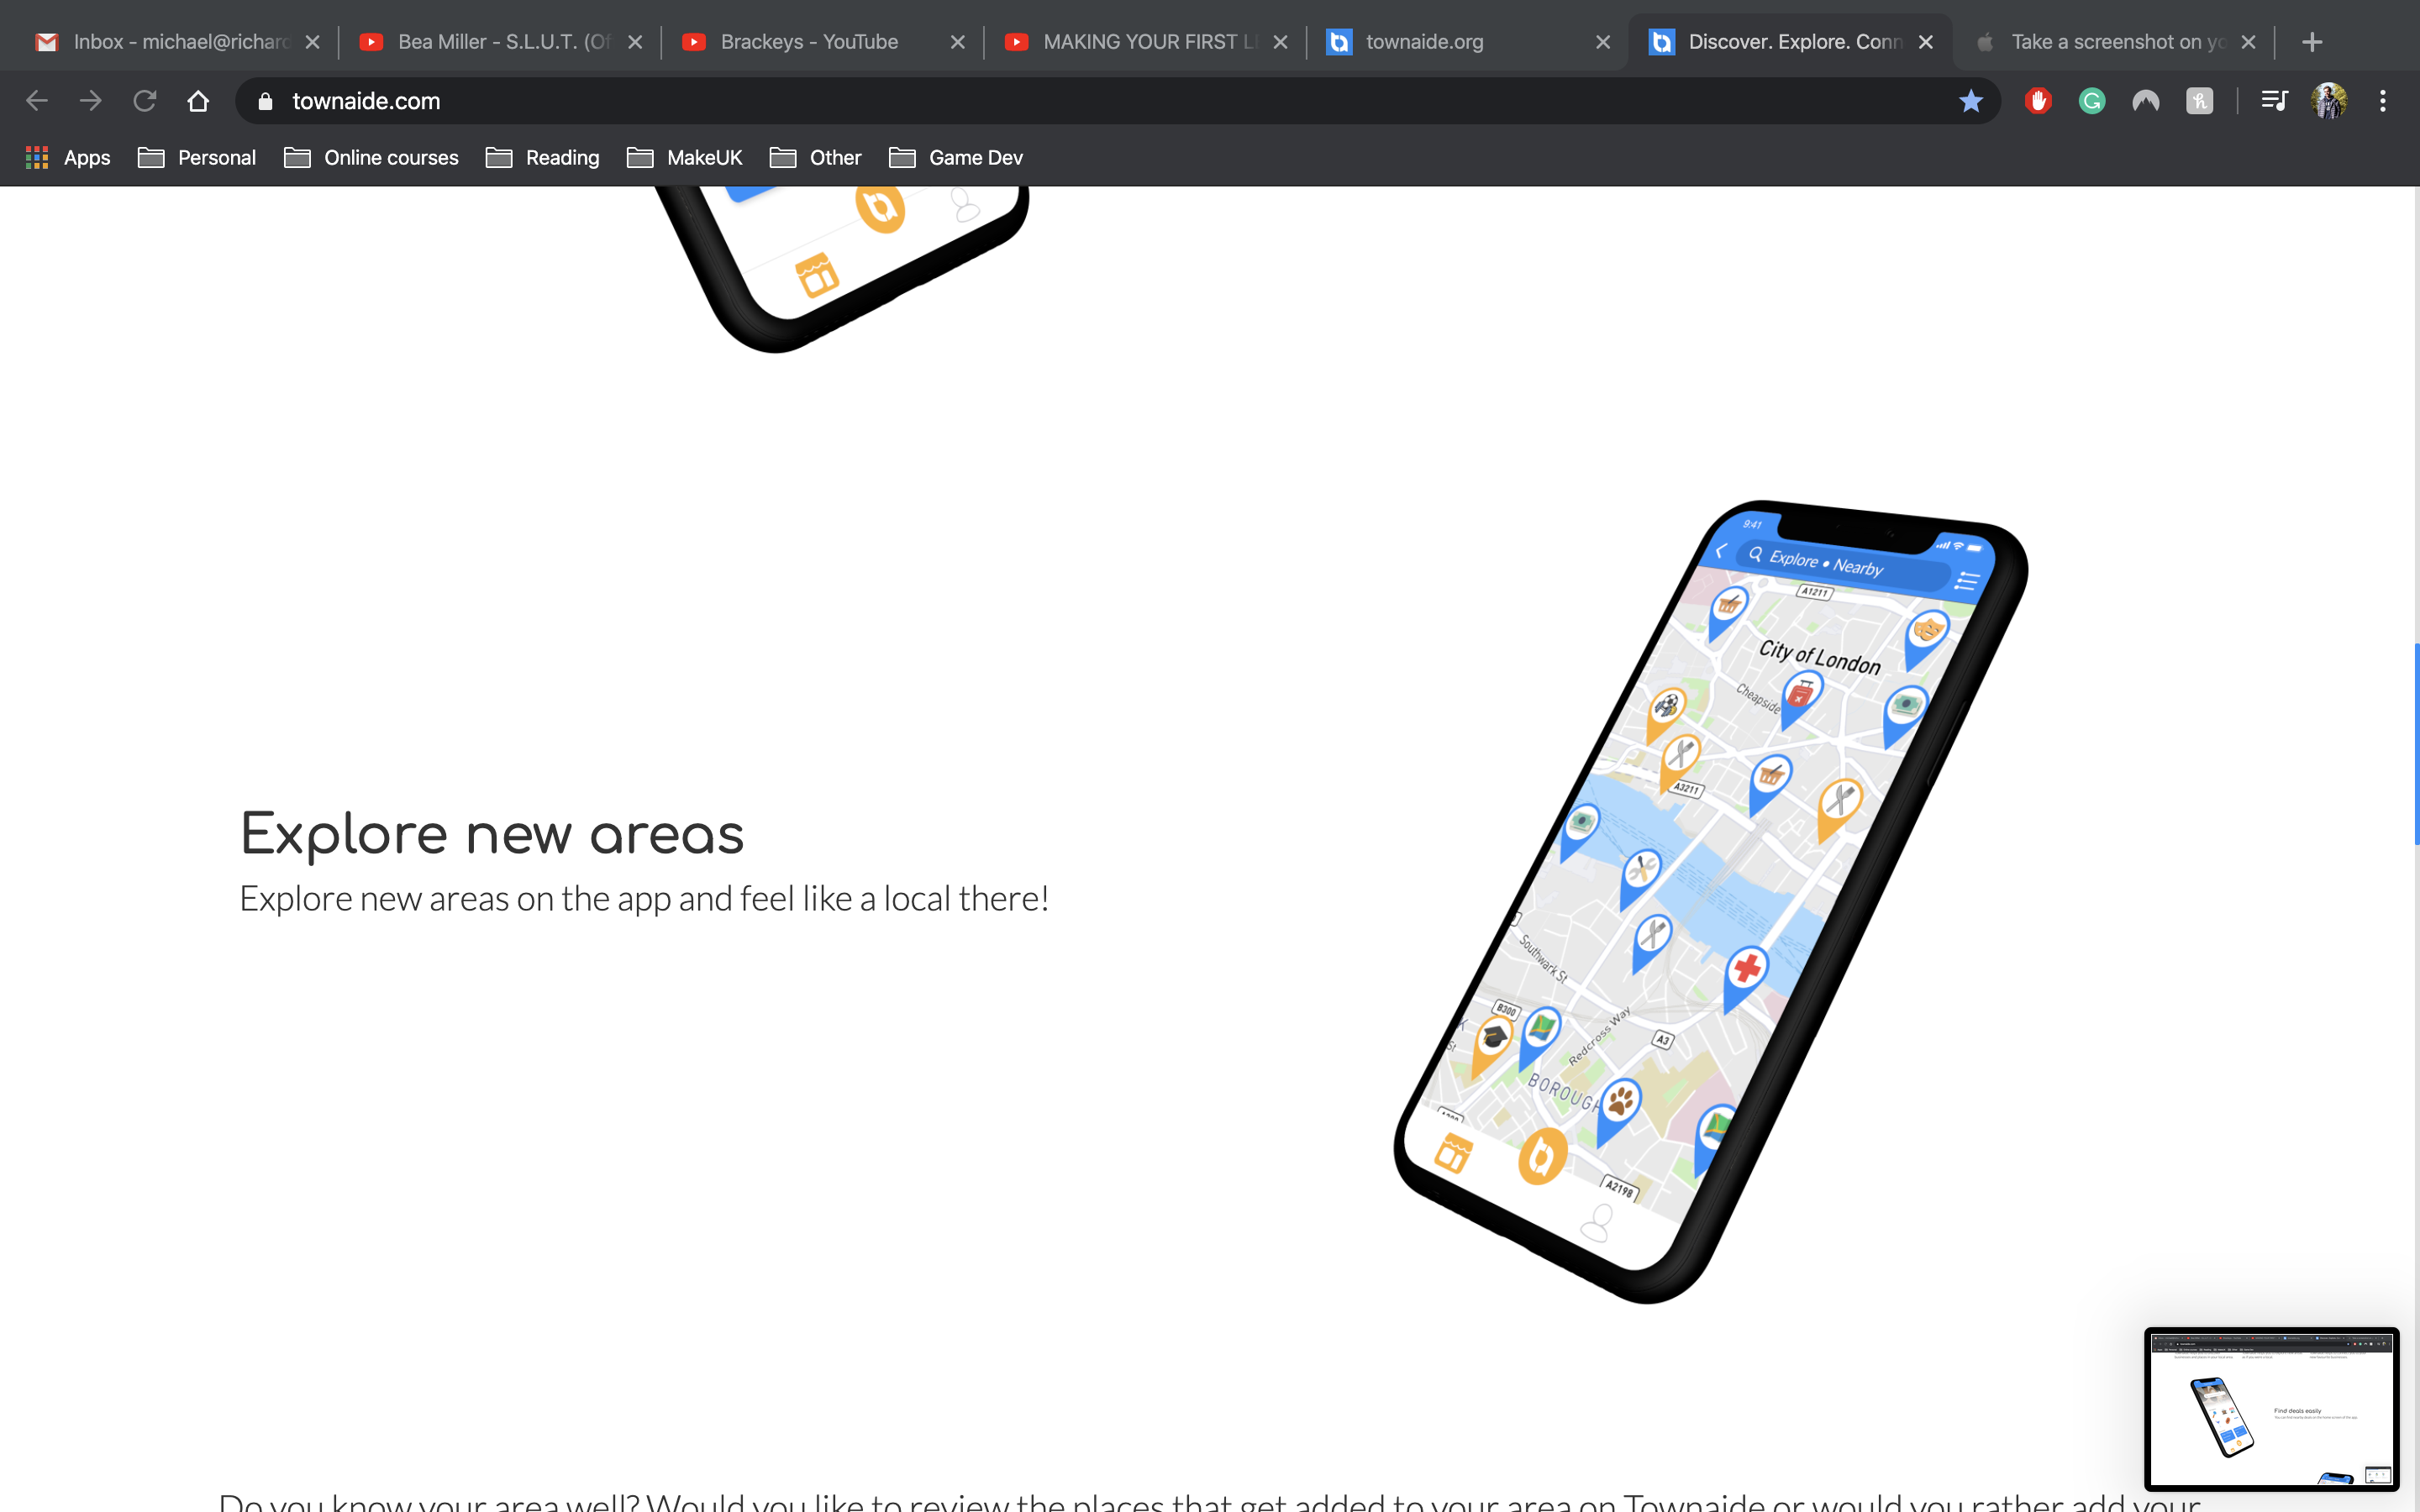 Inbox - michael@richard
Bea Miller - S.L.U.T. (Of
Brackeys - YouTube
MAKING YOUR FIRST L
townaide.org
Discover. Explore. Conn
Take a screenshot on yo
townaide.com
Apps
Personal
Online courses
Reading
MakeUK
Other
Game Dev
9:41
Explore • Nearby
A1211
City of London
Cheapside
A3211
Explore new areas
Explore new areas on the app and feel like a local there!
Southwark St
B300
St
Redcross Way
A3
BOROUGH
A2198
Find deals easily
Do you know your area well? Would you like to review the places that get added to your area on Townaide or would you rather add your